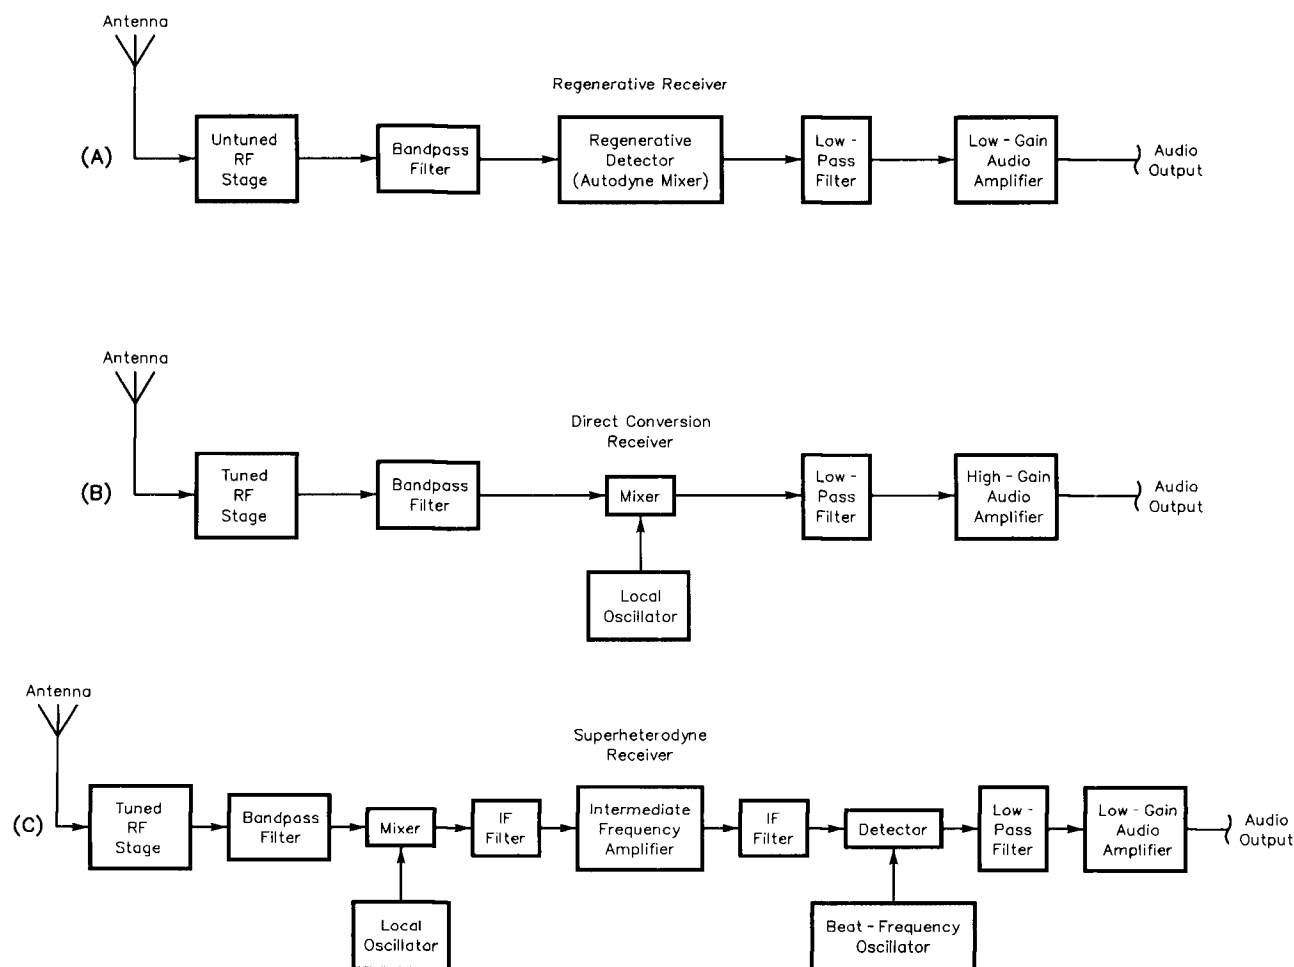 Antenna
Regenerative Receiver
(A)
Untuned
RF
Stage
Bandpass
Filter
Regenerative
Detector
(Autodyne Mixer)
Low-
Pass
Filter
Low-Gain
Audio
Amplifier
Audio
Output
Antenna
Direct Conversion
Receiver
(B)
Tuned
RF
Stage
Bandpass
Filter
Mixer
Low-
Pass
Filter
High-Gain
Audio
Amplifier
Audio
Output
Local
Oscillator
Antenna
Superheterodyne
Receiver
(C)
Tuned
RF
Stage
Bandpass
Filter
Mixer
IF
Filter
Intermediate
Frequency
Amplifier
IF
Filter
Detector
Low-
Pass
Filter
Low-Gain
Audio
Amplifier
Audio
Output
Local
Oscillator
Beat-Frequency
Oscillator